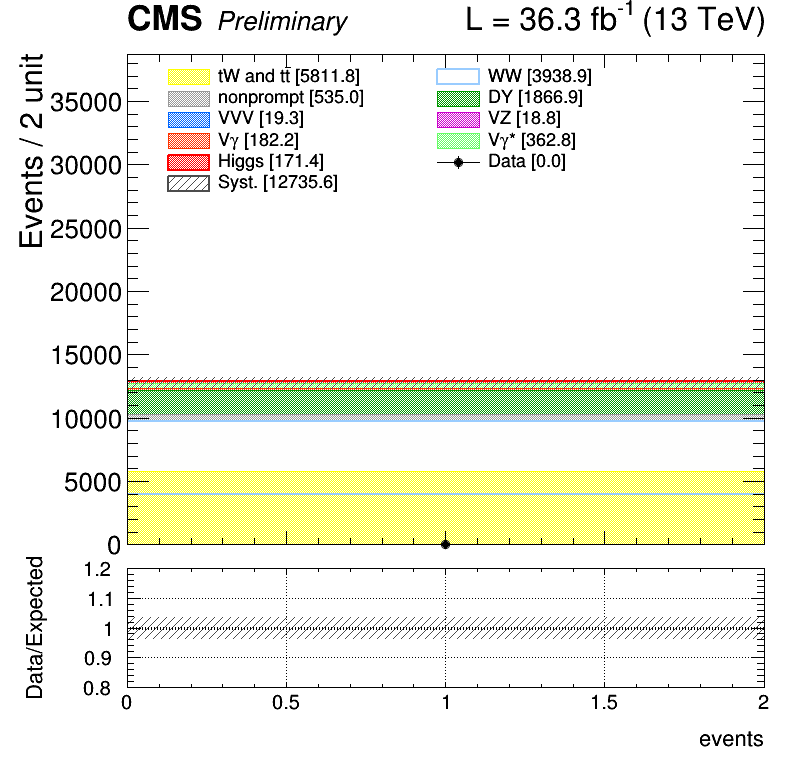 CMS Preliminary L = 36.3 fb⁻¹ (13 TeV)
Events / 2 unit
tW and tt̄ [5811.8] WW [3938.9]
nonprompt [535.0] DY [1866.9]
VVV [19.3] VZ [18.8]
Vγ [182.2] Vγ* [362.8]
Higgs [171.4] Data [0.0]
Syst. [12735.6]
35000
30000
25000
20000
15000
10000
5000
0
Data/Expected
1.2
1.1
1
0.9
0.8
0 0.5 1 1.5 2
events